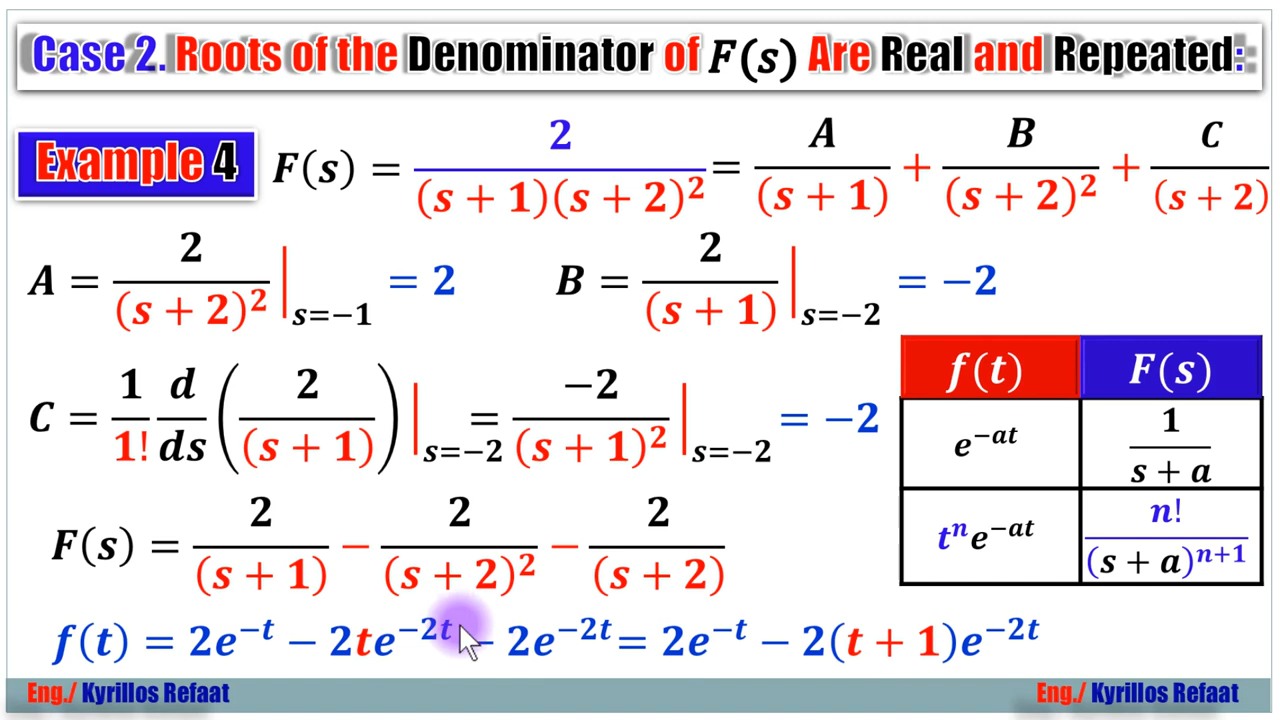 Case 2. Roots of the Denominator of F(s) Are Real and Repeated:
Example 4
F(s) = 2 / ((s + 1)(s + 2)²) = A / (s + 1) + B / (s + 2)² + C / (s + 2)
A = 2 / (s + 2)² |s=−1 = 2
B = 2 / (s + 1) |s=−2 = −2
C = 1/1! d/ds (2 / (s + 1)) |s=−2 = −2 / (s + 1)² |s=−2 = −2
F(s) = 2 / (s + 1) − 2 / (s + 2)² − 2 / (s + 2)
f(t) = 2e^−t − 2te^−2t − 2e^−2t = 2e^−t − 2(t + 1)e^−2t
f(t) F(s)
e^−at 1 / (s + a)
t^n e^−at n! / (s + a)^n+1
Eng./ Kyrillos Refaat
Eng./ Kyrillos Refaat